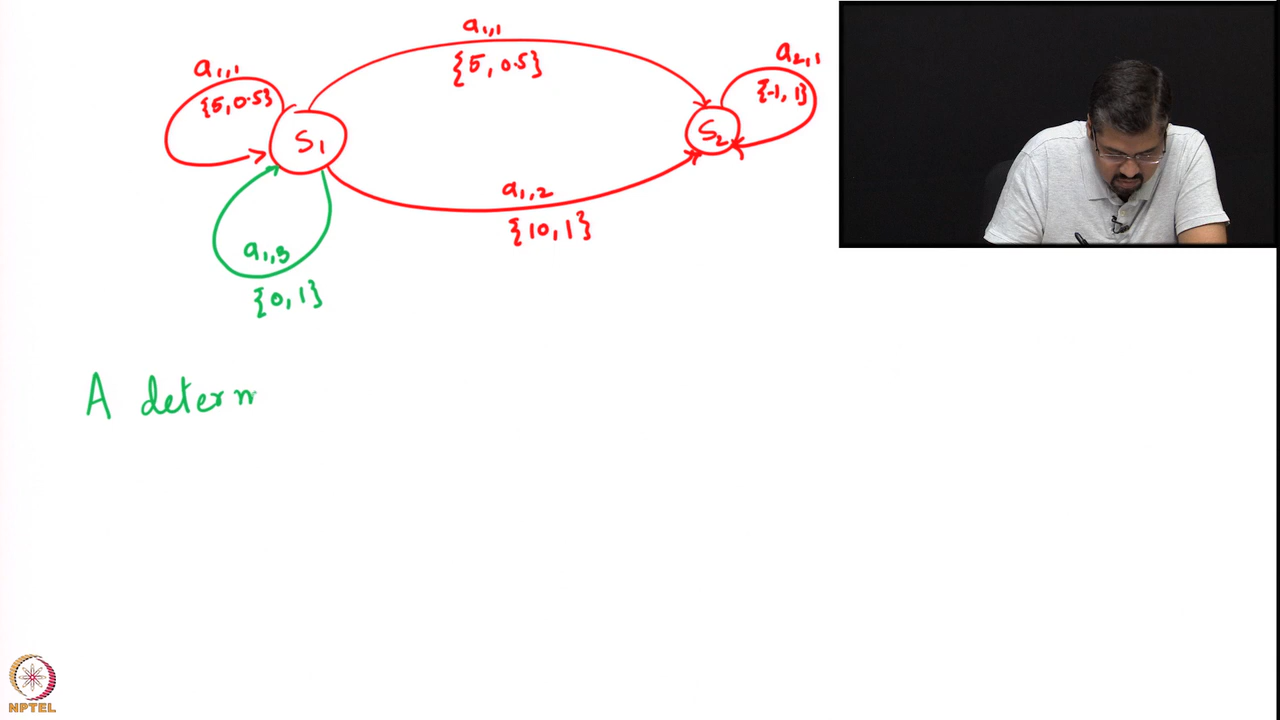 a1,1
{5, 0.5}
a1,1
{5, 0.5}
a2,1
{-1, 1}
S1
S2
a1,2
{10, 1}
a1,3
{0, 1}
A determ
NPTEL